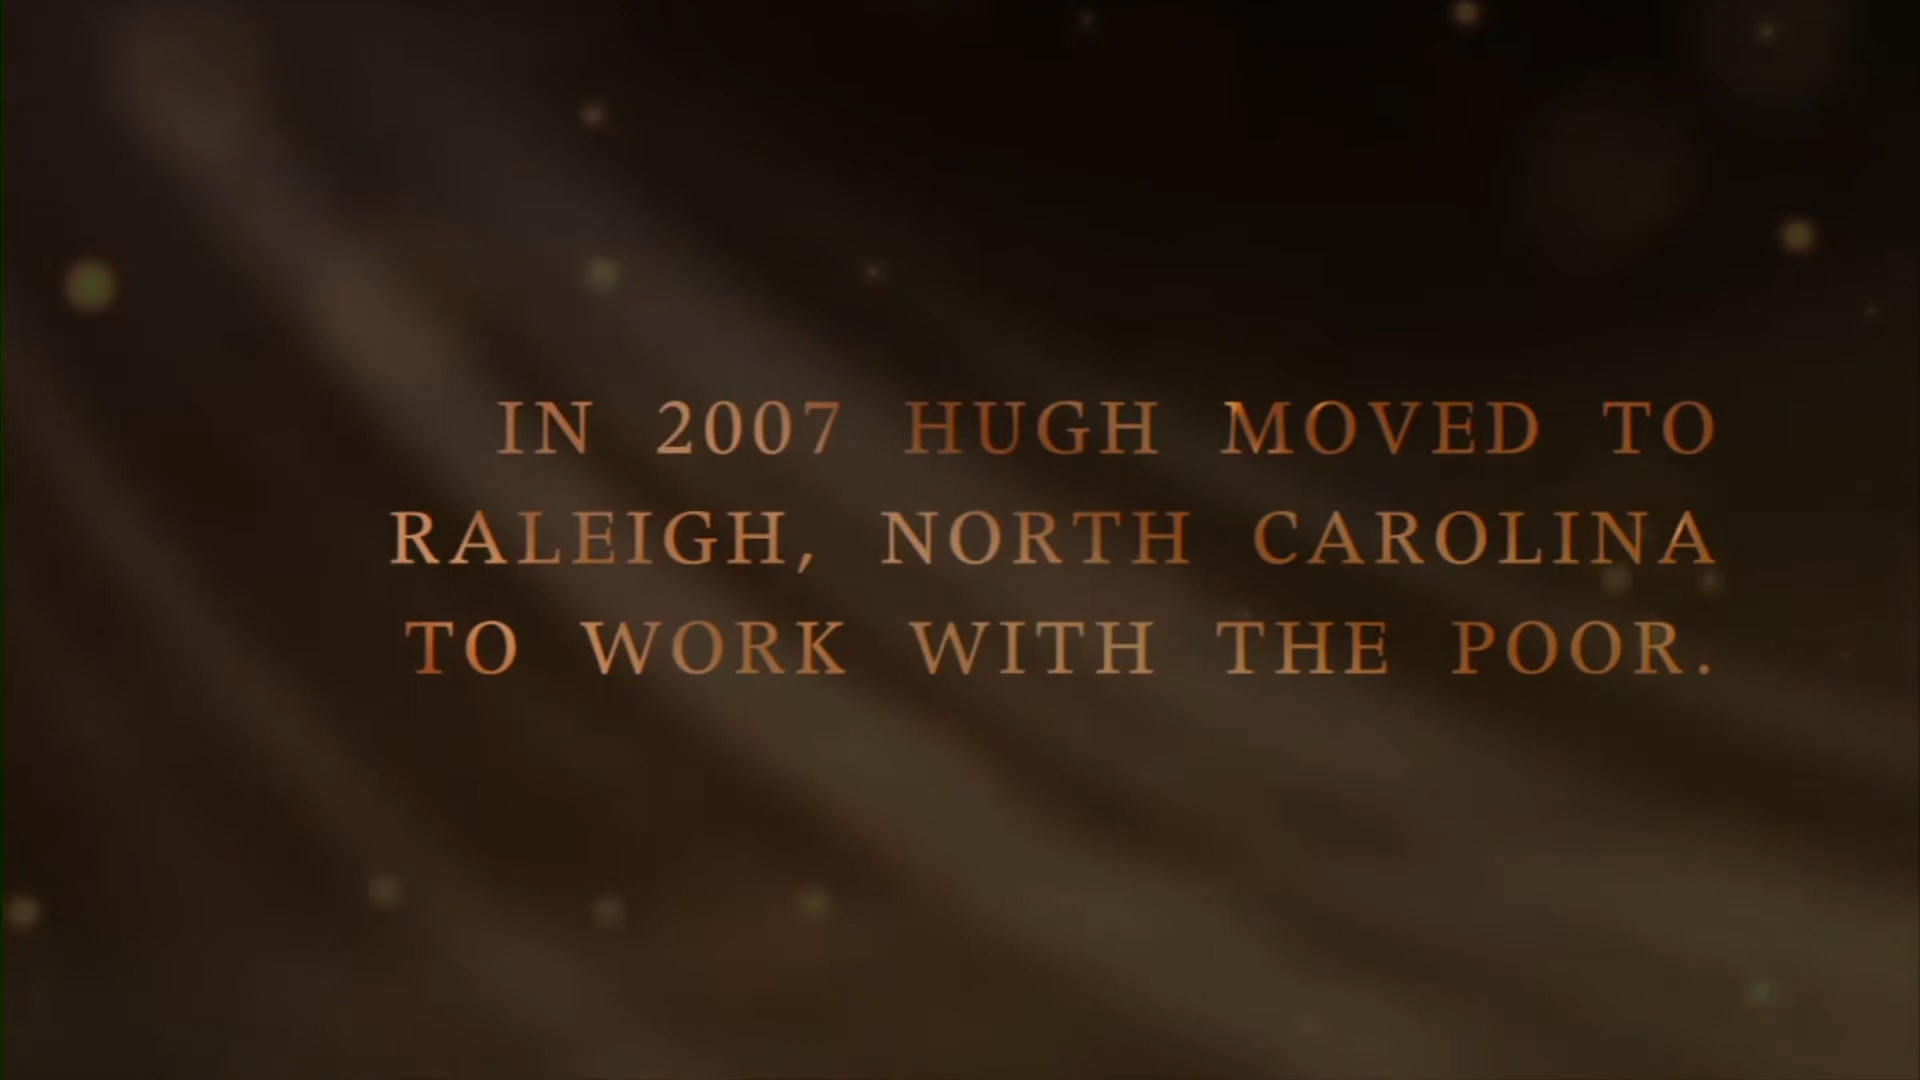 IN 2007 HUGH MOVED TO
RALEIGH, NORTH CAROLINA
TO WORK WITH THE POOR.